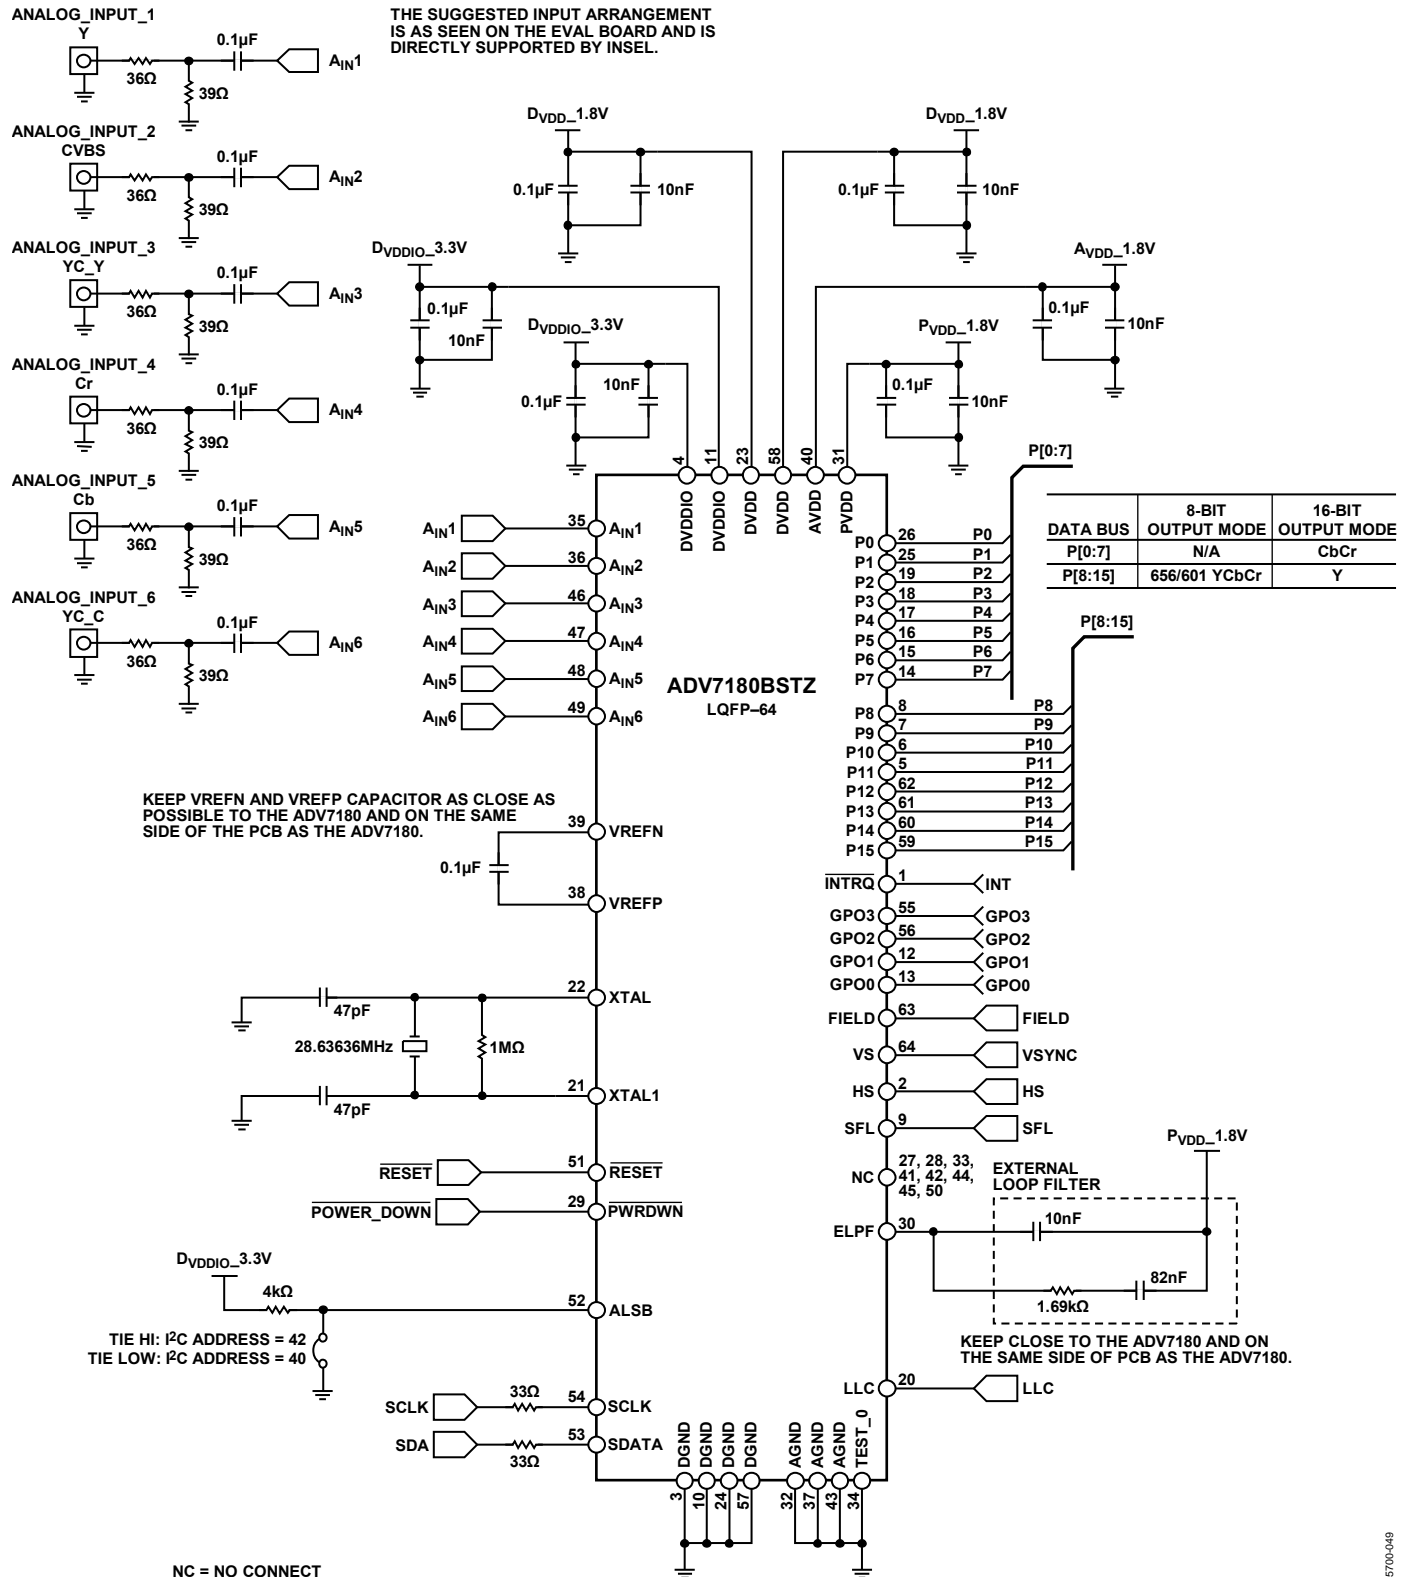 ANALOG_INPUT_1
Y
36Ω
39Ω
0.1µF
AIN1
ANALOG_INPUT_2
CVBS
36Ω
39Ω
0.1µF
AIN2
ANALOG_INPUT_3
YC_Y
36Ω
39Ω
0.1µF
AIN3
ANALOG_INPUT_4
Cr
36Ω
39Ω
0.1µF
AIN4
ANALOG_INPUT_5
Cb
36Ω
39Ω
0.1µF
AIN5
ANALOG_INPUT_6
YC_C
36Ω
39Ω
0.1µF
AIN6
THE SUGGESTED INPUT ARRANGEMENT
IS AS SEEN ON THE EVAL BOARD AND IS
DIRECTLY SUPPORTED BY INSEL.
DVDD_1.8V
0.1µF
10nF
DVDD_1.8V
0.1µF
10nF
DVDDIO_3.3V
0.1µF
10nF
DVDDIO_3.3V
0.1µF
10nF
PVDD_1.8V
0.1µF
10nF
AVDD_1.8V
0.1µF
10nF
4
11
23
58
40
31
DVDDIO
DVDDIO
DVDD
DVDD
AVDD
PVDD
P[0:7]
DATA BUS
8-BIT
OUTPUT MODE
16-BIT
OUTPUT MODE
P[0:7] N/A CbCr
P[8:15] 656/601 YCbCr Y
P[8:15]
AIN1 35 AIN1
AIN2 36 AIN2
AIN3 46 AIN3
AIN4 47 AIN4
AIN5 48 AIN5
AIN6 49 AIN6
ADV7180BSTZ
LQFP–64
P0 26 P0
P1 25 P1
P2 19 P2
P3 18 P3
P4 17 P4
P5 16 P5
P6 15 P6
P7 14 P7
P8 8 P8
P9 7 P9
P10 6 P10
P11 5 P11
P12 62 P12
P13 61 P13
P14 60 P14
P15 59 P15
KEEP VREFN AND VREFP CAPACITOR AS CLOSE AS
POSSIBLE TO THE ADV7180 AND ON THE SAME
SIDE OF THE PCB AS THE ADV7180.
39 VREFN
0.1µF
38 VREFP
INTRQ 1 INT
GPO3 55 GPO3
GPO2 56 GPO2
GPO1 12 GPO1
GPO0 13 GPO0
47pF
22 XTAL
28.63636MHz
1MΩ
47pF
21 XTAL1
FIELD 63 FIELD
VS 64 VSYNC
HS 2 HS
SFL 9 SFL
RESET 51 RESET
POWER_DOWN 29 PWRDWN
NC 27, 28, 33,
41, 42, 44,
45, 50
EXTERNAL
LOOP FILTER
PVDD_1.8V
ELPF 30
10nF
82nF
1.69kΩ
KEEP CLOSE TO THE ADV7180 AND ON
THE SAME SIDE OF PCB AS THE ADV7180.
DVDDIO_3.3V
4kΩ
52 ALSB
TIE HI: I2C ADDRESS = 42
TIE LOW: I2C ADDRESS = 40
LLC 20 LLC
SCLK 33Ω 54 SCLK
SDA 33Ω 53 SDATA
DGND
DGND
DGND
DGND
AGND
AGND
AGND
TEST_0
3
10
24
57
32
37
43
34
NC = NO CONNECT
5700-049